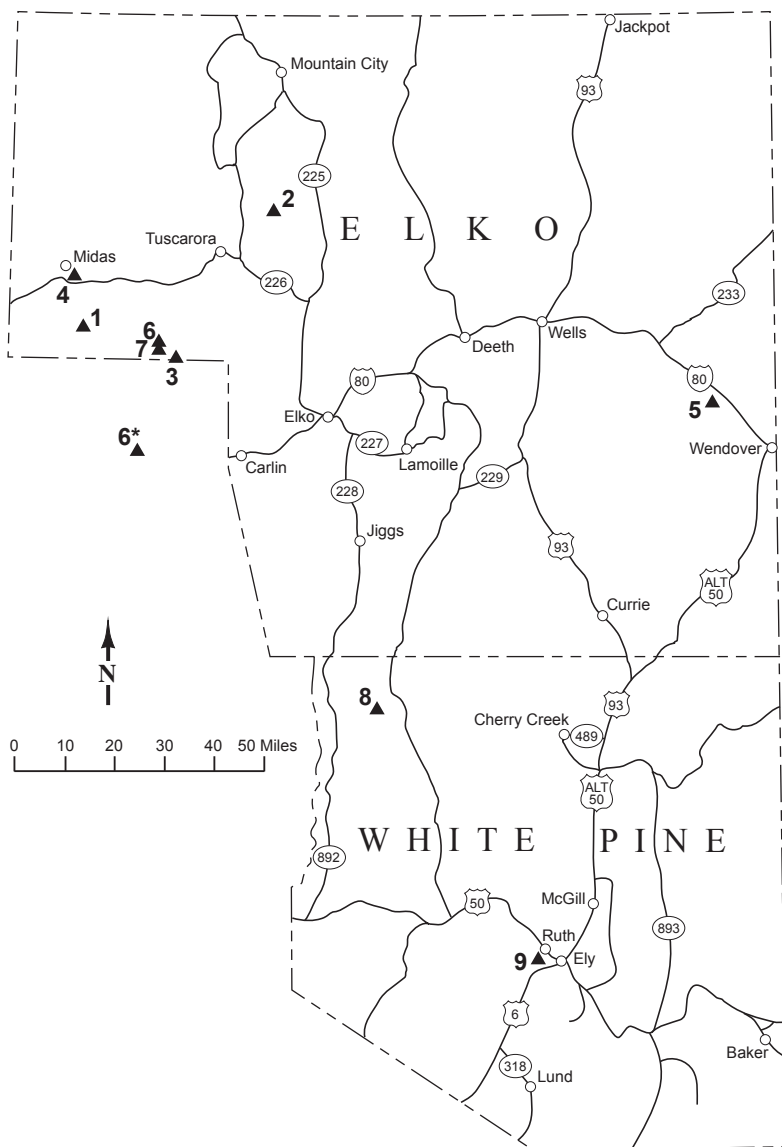 Jackpot
Mountain City
93
225
2
E L K O
Tuscarora
Midas
226
4
233
1
6
7
3
Deeth
Wells
80
80
5
Elko
6*
227
Carlin
Lamoille
229
Wendover
228
Jiggs
93
ALT
50
Currie
N
8
93
Cherry Creek
489
0 10 20 30 40 50 Miles
ALT
50
WHITE PINE
892
McGill
50
893
Ruth
9
Ely
6
Baker
318
Lund